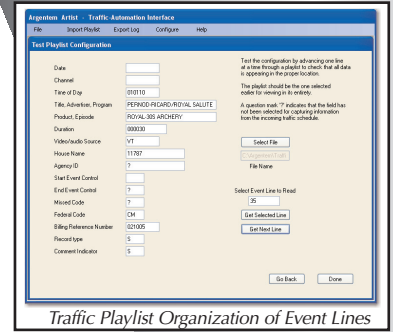 Argentem Artist - Traffic Automation Interface
File Import Playlist Export Log Configure Help
Test Playlist Configuration
Date
Channel
Time of Day 010110
Title, Advertiser, Program PERNOD-RICARD/ROYAL SALUTE
Product, Episode ROYAL-30S ARCHERY
Duration 000030
Video/audio Source VT
House Name 11787
Agency ID ?
Start Event Control
End Event Control ?
Missed Code ?
Federal Code CM
Billing Reference Number 021005
Record type S
Comment Indicator S
Test the configuration by advancing one line
at a time through a playlist to check that all data
is appearing in the proper location.
The playlist should be the one selected
earlier for viewing in its entirety.
A question mark "?" indicates that the field has
not been selected for capturing information
from the incoming traffic schedule.
Select File
File Name
Select Event Line to Read
35
Get Selected Line
Get Next Line
Go Back Done
Traffic Playlist Organization of Event Lines